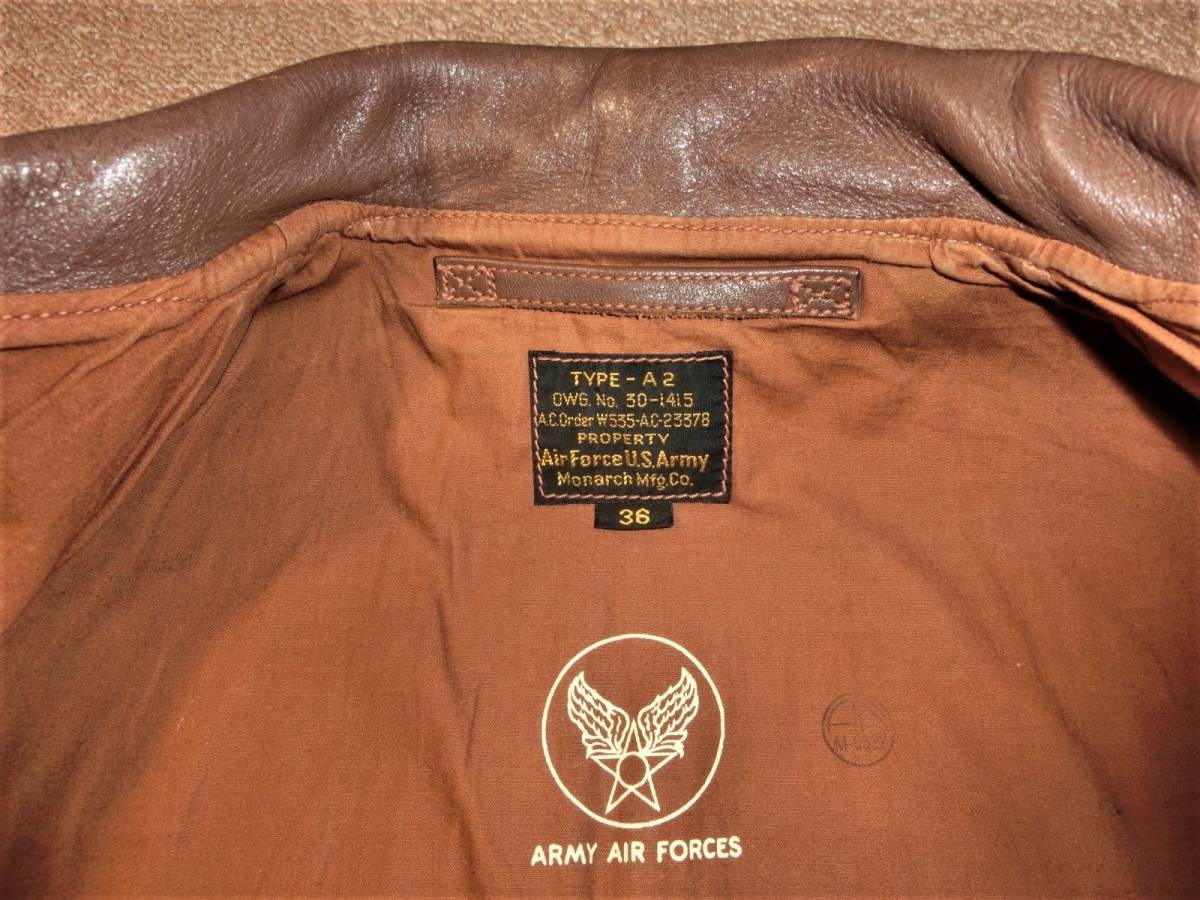 TYPE - A 2
DWG. No. 30-1415
A.C. Order W535-A.C-23378
PROPERTY
Air Force U.S. Army
Monarch Mfg. Co.
36
ARMY AIR FORCES